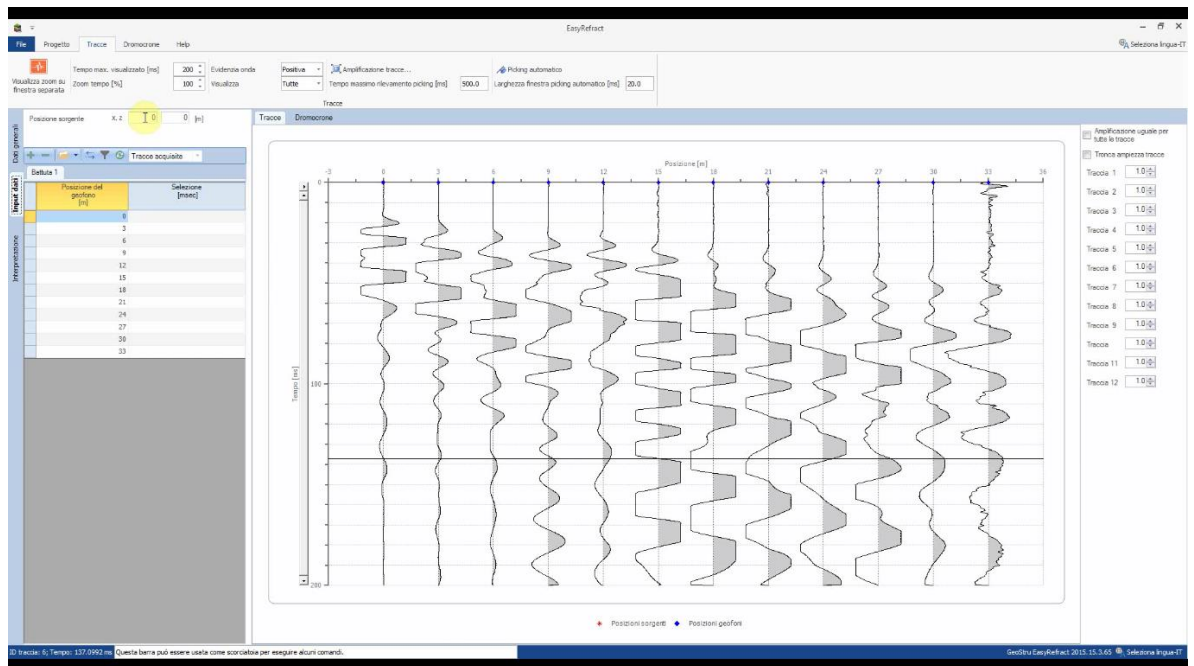 EasyRefract
File Progetto Tracce Dromocrone Help
Seleziona lingua-IT
Visualizza zoom su finestra separata
Tempo max. visualizzato [ms] 200 Evidenzia onda Positiva Amplificazione tracce... Picking automatico
Zoom tempo [%] 100 Visualizza Tutte Tempo massimo rilevamento picking [ms] 500.0 Larghezza finestra picking automatico [ms] 20.0
Tracce
Posizione sorgente x, z 0 0 [m]
Tracce Dromocrone
Dati generali
Input dati
Interpretazione
Tracce acquisite
Battuta 1
Posizione del geofono [m] Selezione [msec]
0
3
6
9
12
15
18
21
24
27
30
33
Posizione [m]
-3 0 3 6 9 12 15 18 21 24 27 30 33 36
0
Tempo [ms]
100
200
Posizioni sorgenti Posizioni geofoni
Amplificazione uguale per tutte le tracce
Tronca ampiezza tracce
Traccia 1 1.0
Traccia 2 1.0
Traccia 3 1.0
Traccia 4 1.0
Traccia 5 1.0
Traccia 6 1.0
Traccia 7 1.0
Traccia 8 1.0
Traccia 9 1.0
Traccia 1.0
Traccia 11 1.0
Traccia 12 1.0
ID traccia: 6; Tempo: 137.0992 ms Questa barra può essere usata come scorciatoia per eseguire alcuni comandi.
GeoStru EasyRefract 2015.15.3.65 Seleziona lingua-IT